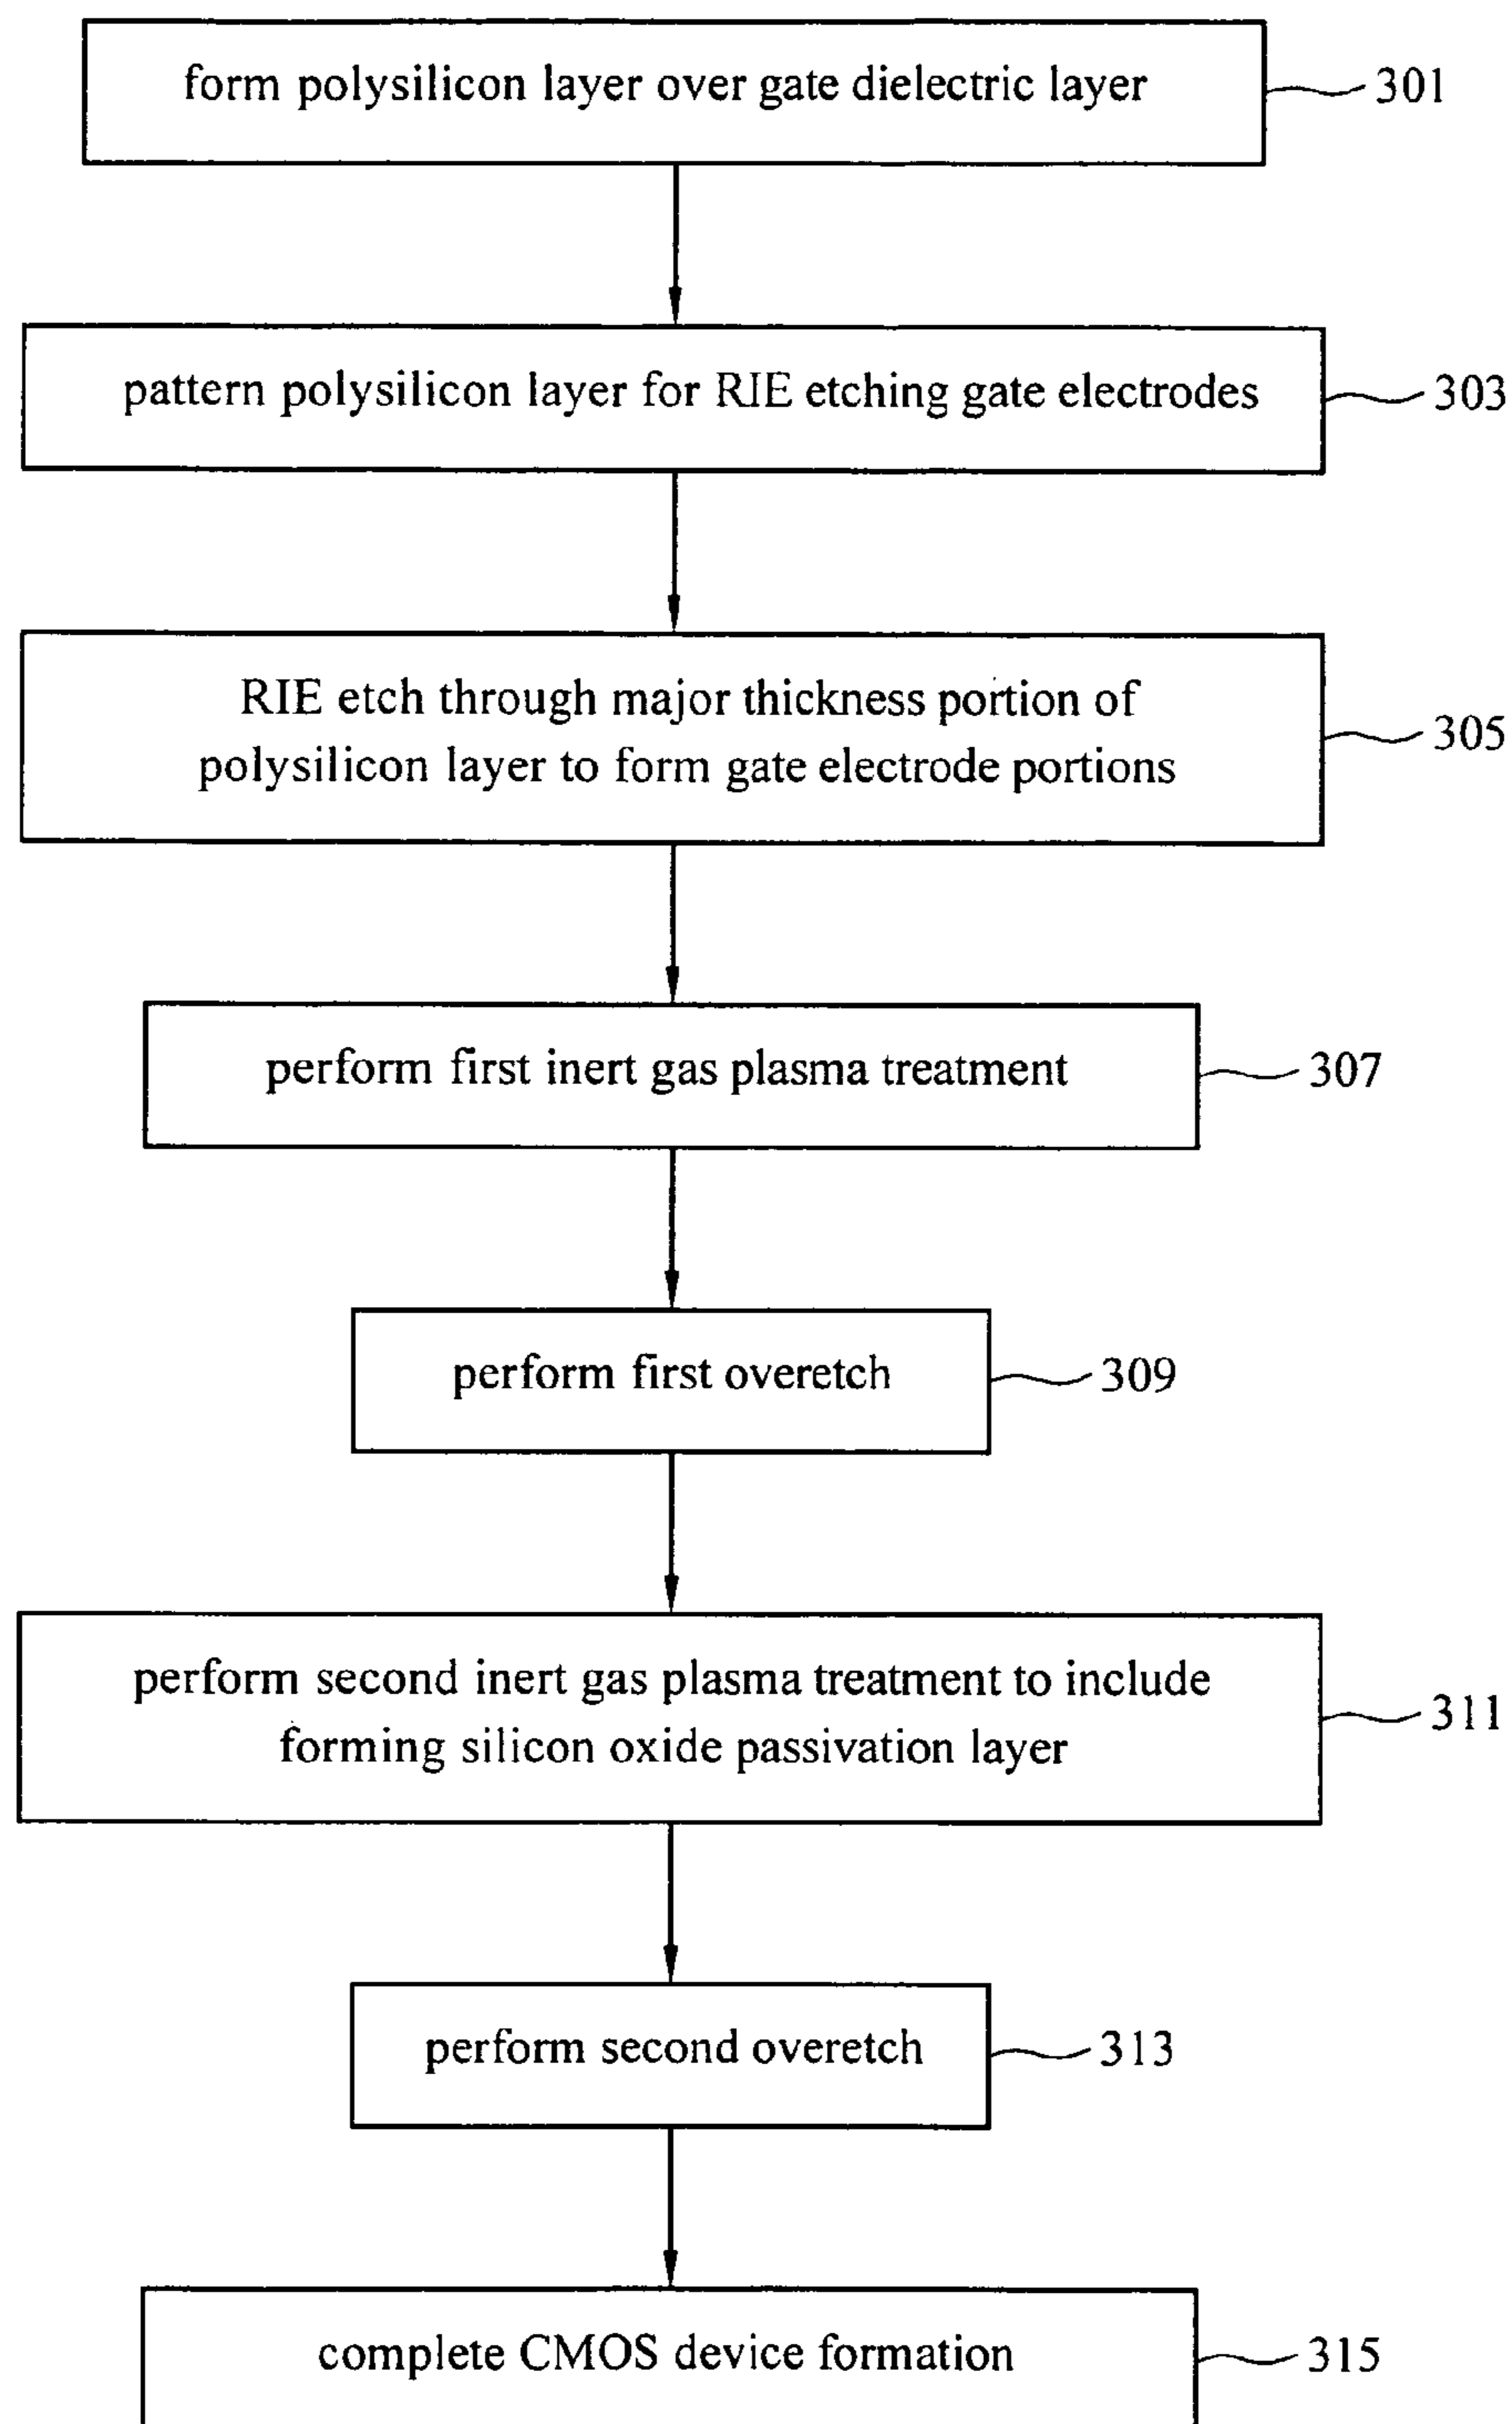 form polysilicon layer over gate dielectric layer
301
pattern polysilicon layer for RIE etching gate electrodes
303
RIE etch through major thickness portion of
polysilicon layer to form gate electrode portions
305
perform first inert gas plasma treatment
307
perform first overetch
309
perform second inert gas plasma treatment to include
forming silicon oxide passivation layer
311
perform second overetch
313
complete CMOS device formation
315